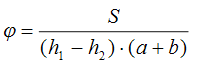 φ = S / ((h₁ − h₂) · (a + b))